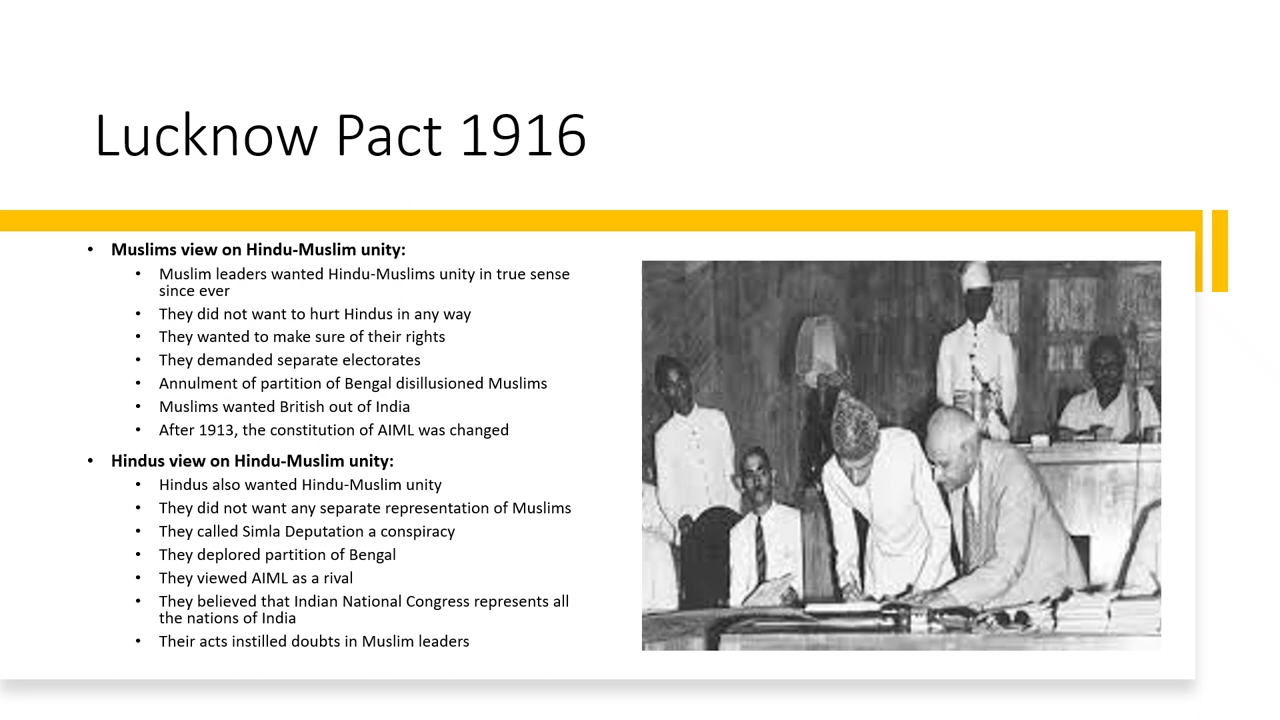 Lucknow Pact 1916
• Muslims view on Hindu-Muslim unity:
• Muslim leaders wanted Hindu-Muslims unity in true sense
since ever
• They did not want to hurt Hindus in any way
• They wanted to make sure of their rights
• They demanded separate electorates
• Annulment of partition of Bengal disillusioned Muslims
• Muslims wanted British out of India
• After 1913, the constitution of AIML was changed
• Hindus view on Hindu-Muslim unity:
• Hindus also wanted Hindu-Muslim unity
• They did not want any separate representation of Muslims
• They called Simla Deputation a conspiracy
• They deplored partition of Bengal
• They viewed AIML as a rival
• They believed that Indian National Congress represents all
the nations of India
• Their acts instilled doubts in Muslim leaders